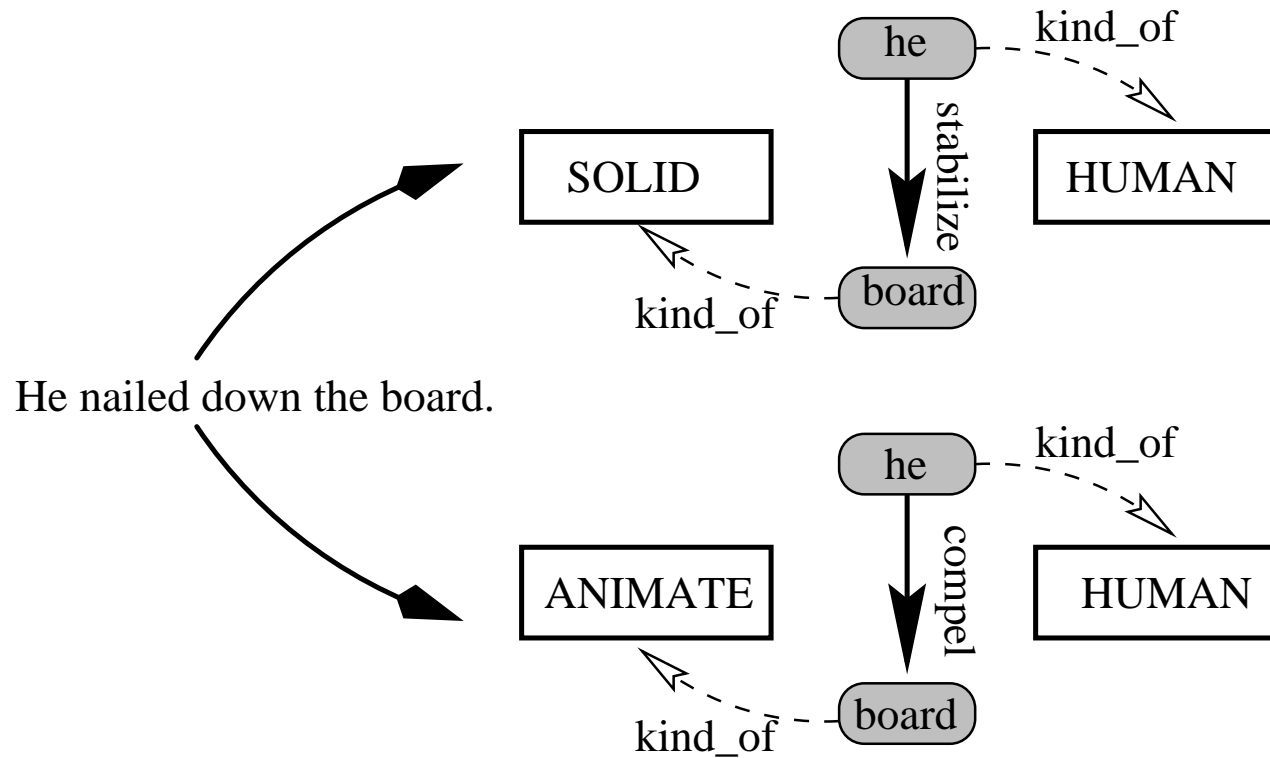 he
kind_of
stabilize
SOLID
HUMAN
board
kind_of
He nailed down the board.
he
kind_of
compel
ANIMATE
HUMAN
board
kind_of